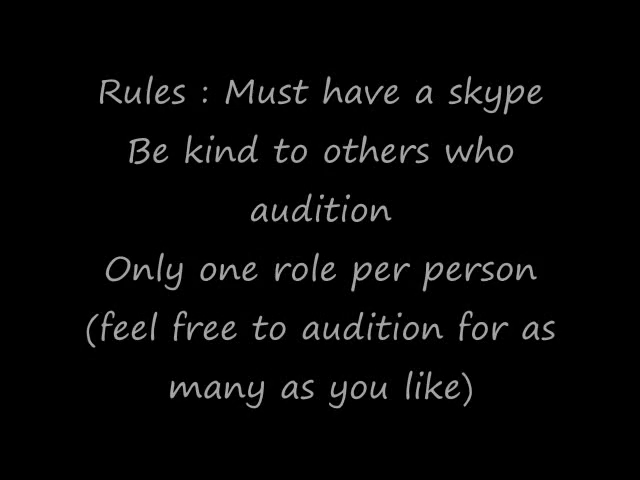 Rules : Must have a skype
Be kind to others who
audition
Only one role per person
(feel free to audition for as
many as you like)